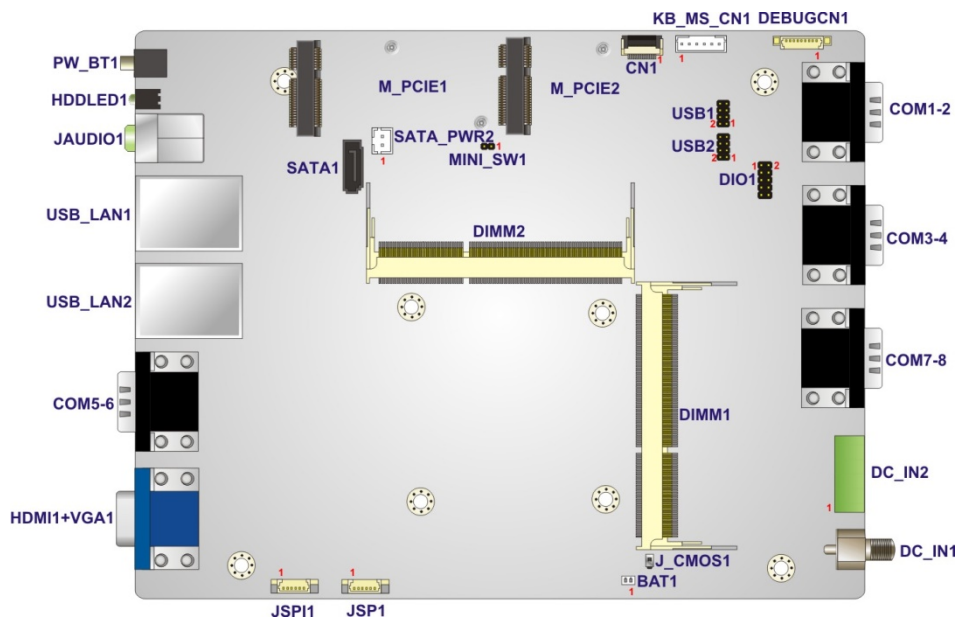 KB_MS_CN1 DEBUGCN1
PW_BT1
1 1
CN1 1
M_PCIE1 M_PCIE2
HDDLED1
USB1
2 1
COM1-2
JAUDIO1
SATA_PWR2
1
MINI_SW1
1
USB2
2 1
SATA1
1 2
DIO1
USB_LAN1
DIMM2
COM3-4
USB_LAN2
COM7-8
COM5-6
DIMM1
DC_IN2
1
HDMI1+VGA1
DC_IN1
J_CMOS1
BAT1
1
1 1
JSPI1 JSP1